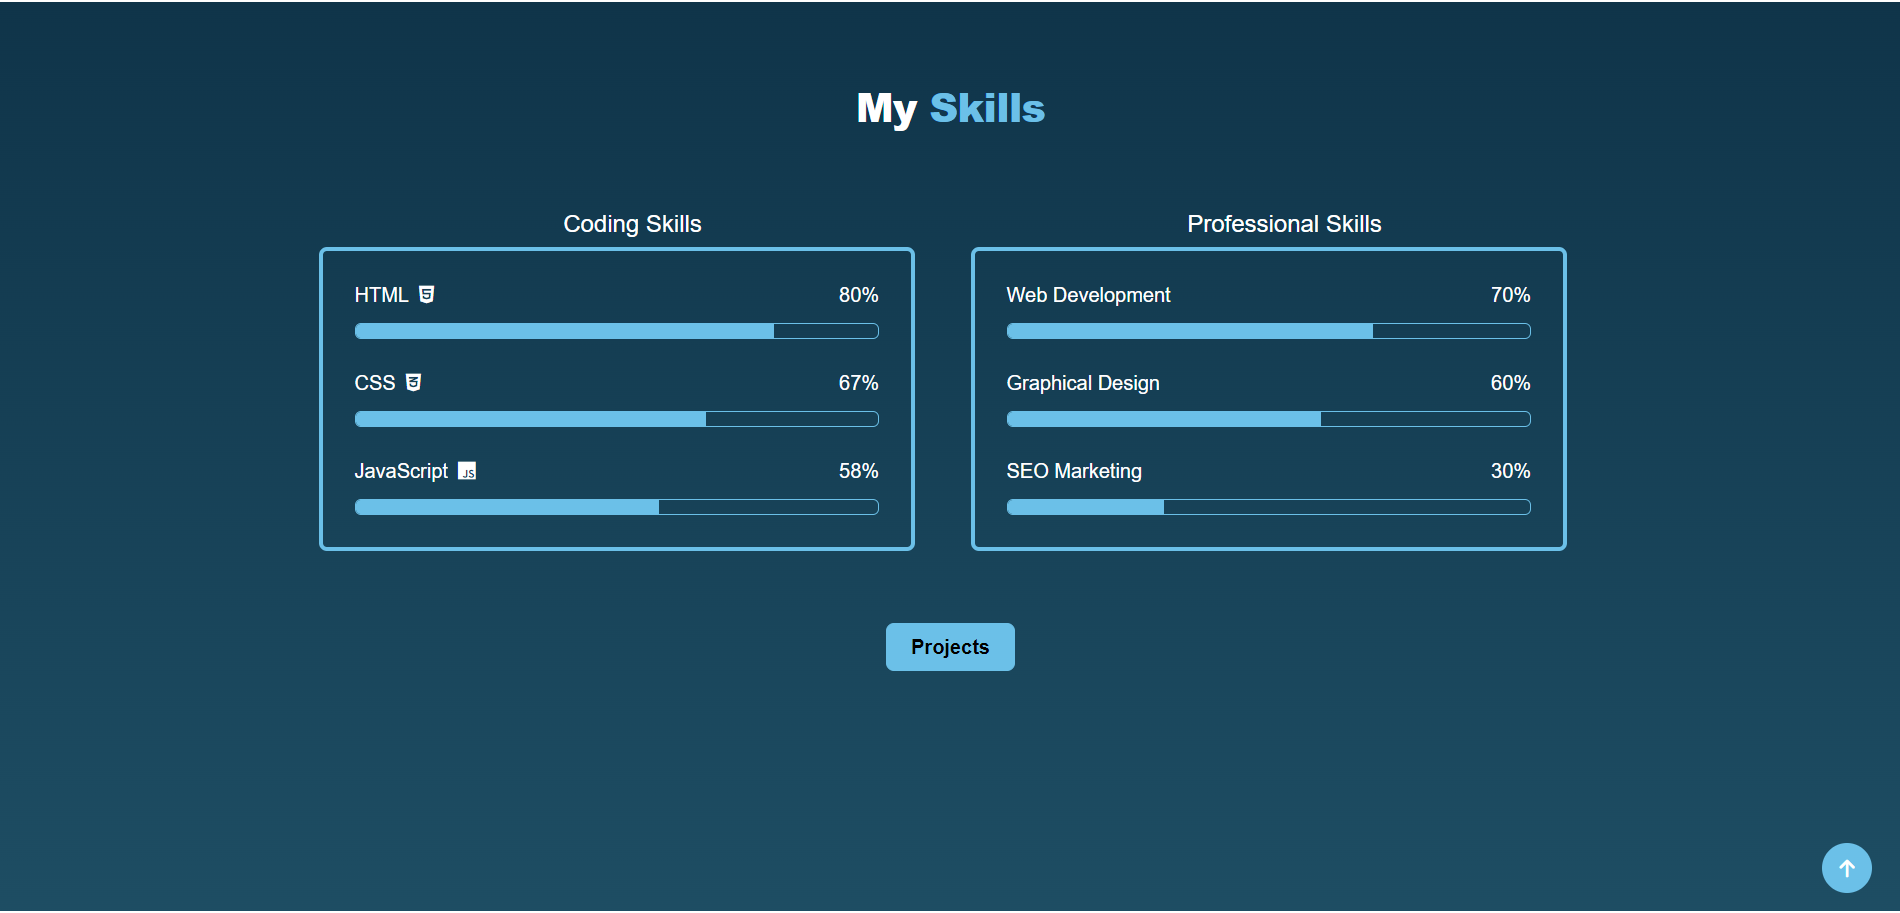 My Skills
Coding Skills
HTML 80%
CSS 67%
JavaScript JS 58%
Professional Skills
Web Development 70%
Graphical Design 60%
SEO Marketing 30%
Projects